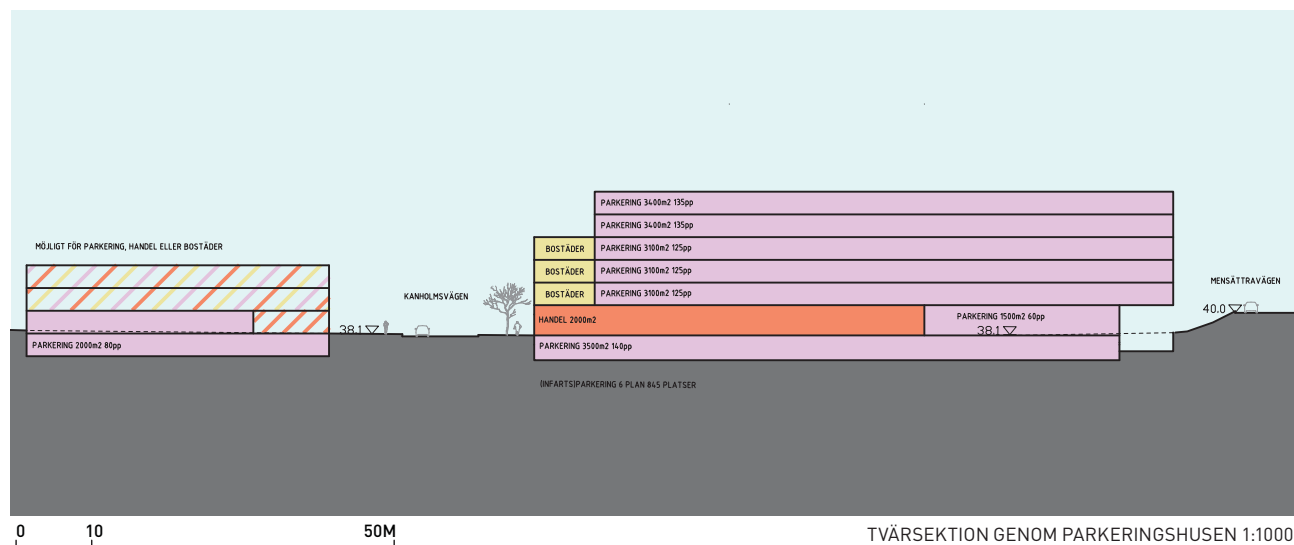 PARKERING 3400m2 135pp
PARKERING 3400m2 135pp
MÖJLIGT FÖR PARKERING, HANDEL ELLER BOSTÄDER
BOSTÄDER
PARKERING 3100m2 125pp
BOSTÄDER
PARKERING 3100m2 125pp
BOSTÄDER
PARKERING 3100m2 125pp
KANHOLMSVÄGEN
MENSÄTTRAVÄGEN
40.0
HANDEL 2000m2
PARKERING 1500m2 60pp
38.1
38.1
PARKERING 2000m2 80pp
PARKERING 3500m2 140pp
(INFARTS)PARKERING 6 PLAN 845 PLATSER
0 10 50M
TVÄRSEKTION GENOM PARKERINGSHUSEN 1:1000